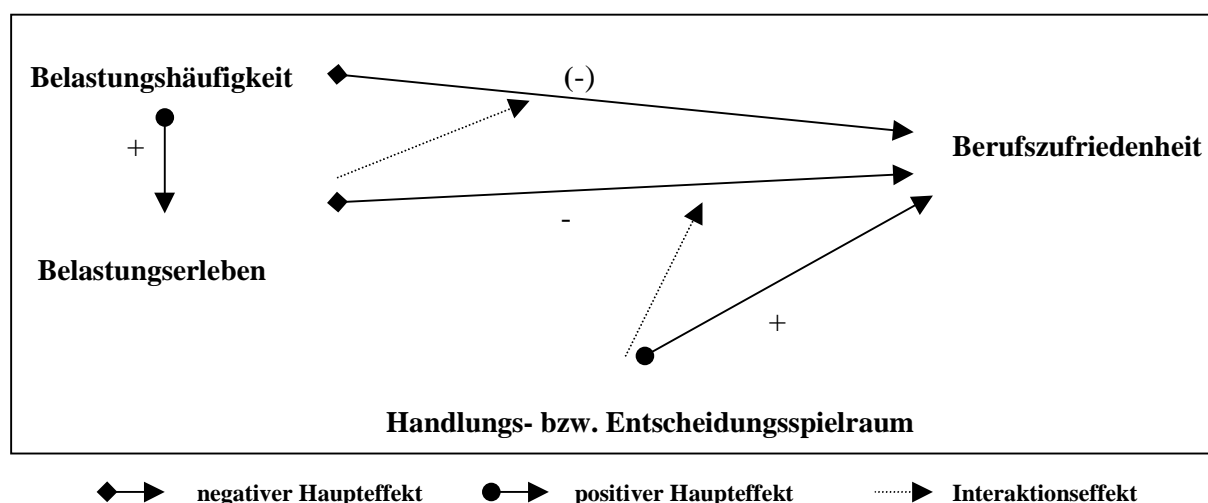 Belastungshäufigkeit
(-)
+
Berufszufriedenheit
-
Belastungserleben
+
Handlungs- bzw. Entscheidungsspielraum
negativer Haupteffekt positiver Haupteffekt Interaktionseffekt